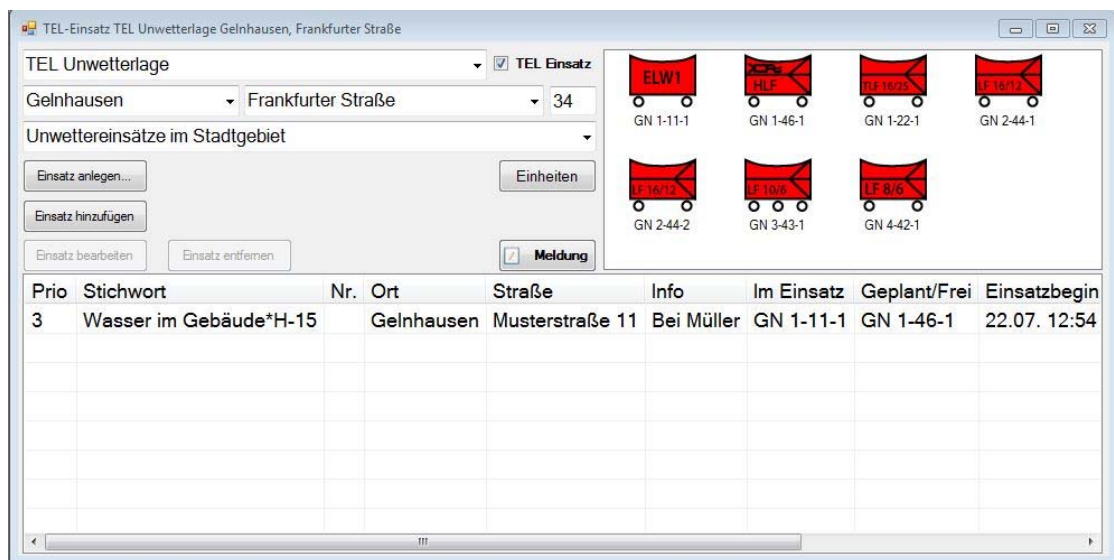 TEL-Einsatz TEL Unwetterlage Gelnhausen, Frankfurter Straße
TEL Unwetterlage
TEL Einsatz
Gelnhausen Frankfurter Straße 34
Unwettereinsätze im Stadtgebiet
Einsatz anlegen... Einheiten
Einsatz hinzufügen
Einsatz bearbeiten Einsatz entfernen Meldung
ELW1 HLF TLF 16/25 LF 16/12
GN 1-11-1 GN 1-46-1 GN 1-22-1 GN 2-44-1
LF 16/12 LF 10/6 LF 8/6
GN 2-44-2 GN 3-43-1 GN 4-42-1
Prio Stichwort Nr. Ort Straße Info Im Einsatz Geplant/Frei Einsatzbegin
3 Wasser im Gebäude*H-15 Gelnhausen Musterstraße 11 Bei Müller GN 1-11-1 GN 1-46-1 22.07. 12:54